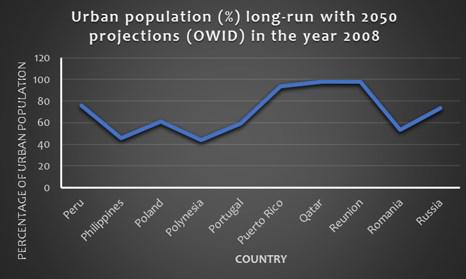 Urban population (%) long-run with 2050
projections (OWID) in the year 2008
PERCENTAGE OF URBAN POPULATION
120
100
80
60
40
20
0
Peru
Philippines
Poland
Polynesia
Portugal
Puerto Rico
Qatar
Reunion
Romania
Russia
COUNTRY